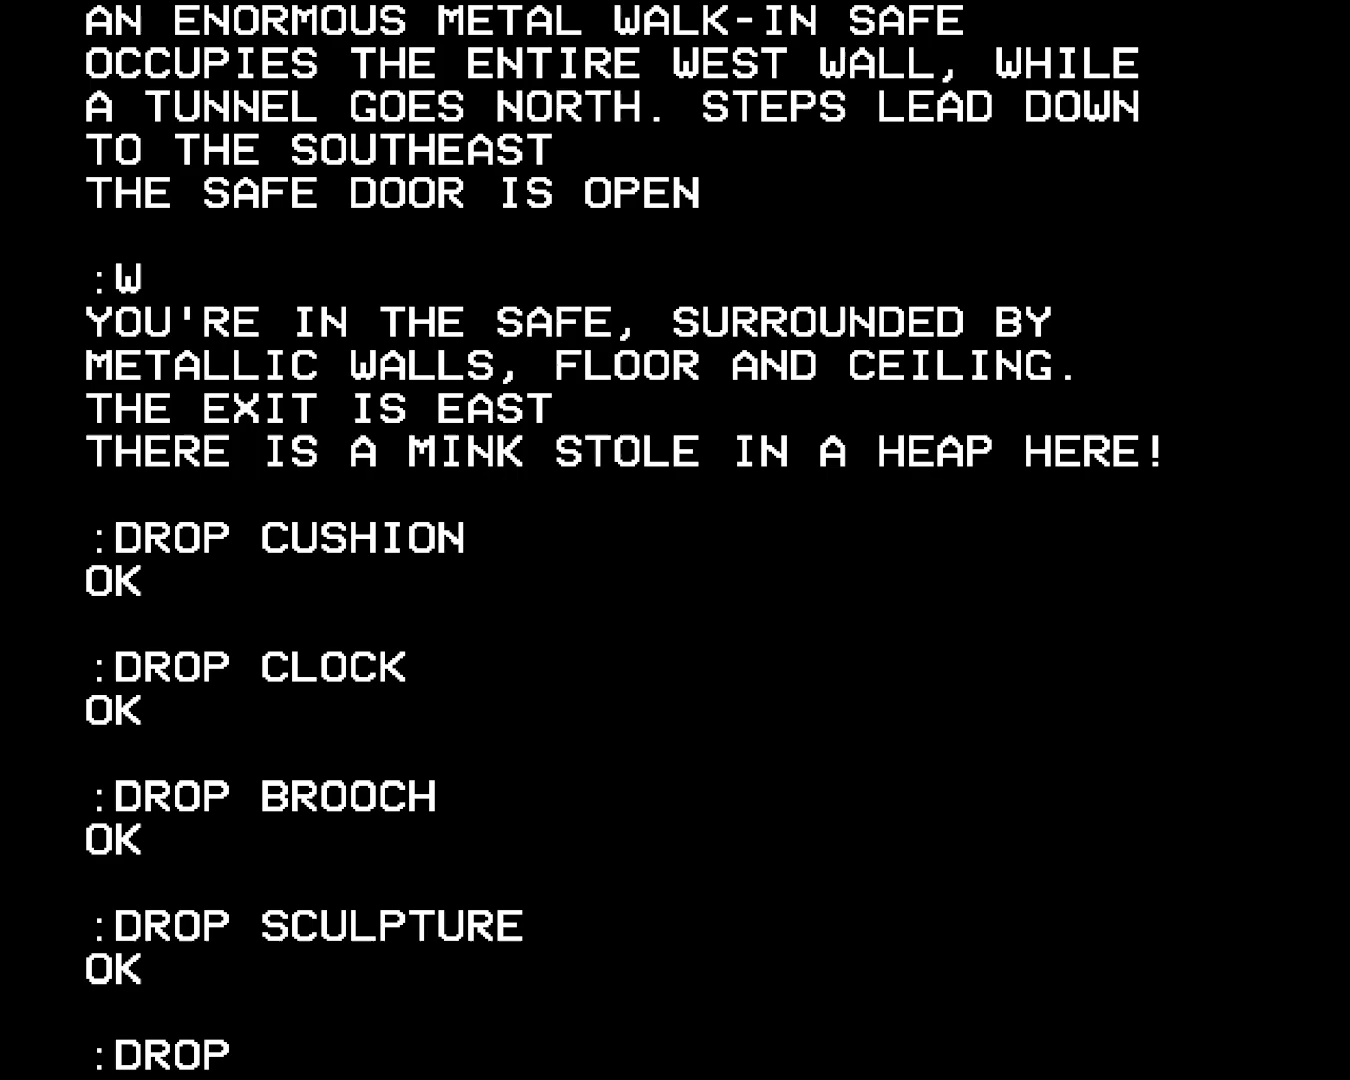 AN ENORMOUS METAL WALK-IN SAFE
OCCUPIES THE ENTIRE WEST WALL, WHILE
A TUNNEL GOES NORTH. STEPS LEAD DOWN
TO THE SOUTHEAST
THE SAFE DOOR IS OPEN
:W
YOU'RE IN THE SAFE, SURROUNDED BY
METALLIC WALLS, FLOOR AND CEILING.
THE EXIT IS EAST
THERE IS A MINK STOLE IN A HEAP HERE!
:DROP CUSHION
OK
:DROP CLOCK
OK
:DROP BROOCH
OK
:DROP SCULPTURE
OK
:DROP